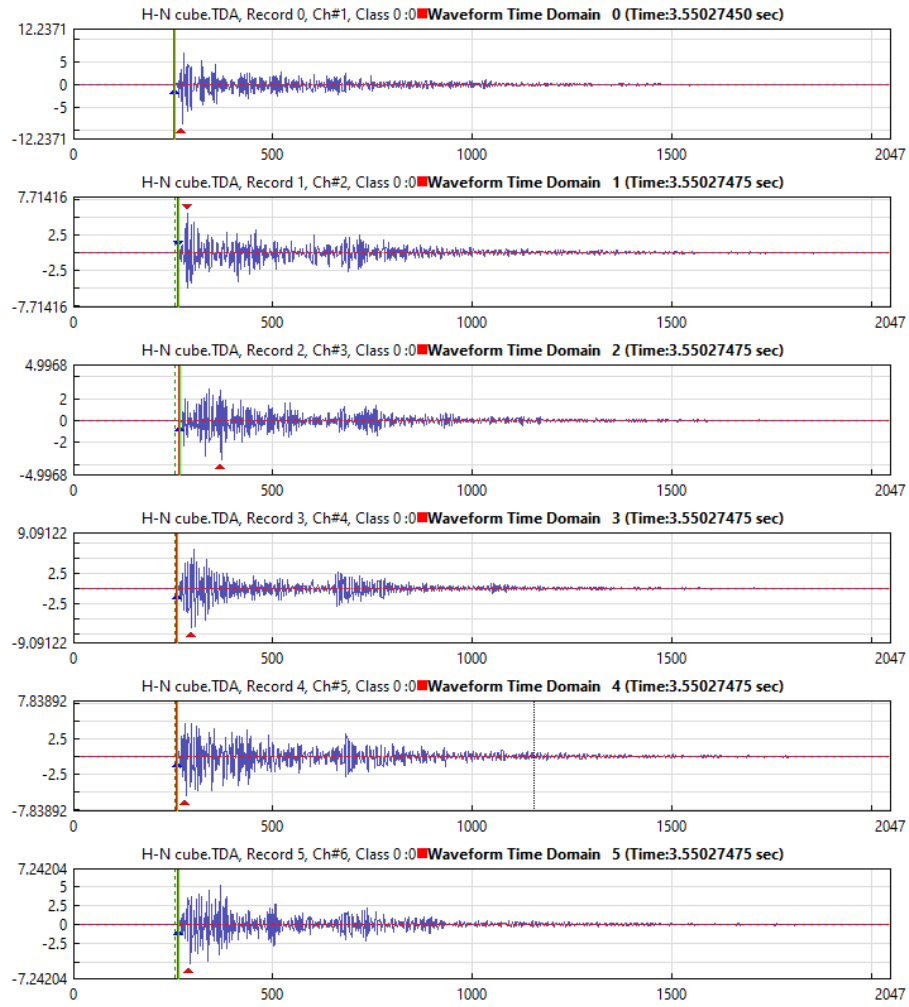 H-N cube.TDA, Record 0, Ch#1, Class 0 :0 Waveform Time Domain 0 (Time:3.55027450 sec)
12.2371
5
0
-5
-12.2371
0 500 1000 1500 2047
H-N cube.TDA, Record 1, Ch#2, Class 0 :0 Waveform Time Domain 1 (Time:3.55027475 sec)
7.71416
2.5
-2.5
-7.71416
0 500 1000 1500 2047
H-N cube.TDA, Record 2, Ch#3, Class 0 :0 Waveform Time Domain 2 (Time:3.55027475 sec)
4.9968
2
0
-2
-4.9968
0 500 1000 1500 2047
H-N cube.TDA, Record 3, Ch#4, Class 0 :0 Waveform Time Domain 3 (Time:3.55027475 sec)
9.09122
2.5
-2.5
-9.09122
0 500 1000 1500 2047
H-N cube.TDA, Record 4, Ch#5, Class 0 :0 Waveform Time Domain 4 (Time:3.55027475 sec)
7.83892
2.5
-2.5
-7.83892
0 500 1000 1500 2047
H-N cube.TDA, Record 5, Ch#6, Class 0 :0 Waveform Time Domain 5 (Time:3.55027475 sec)
7.24204
5
2.5
0
-2.5
-7.24204
0 500 1000 1500 2047